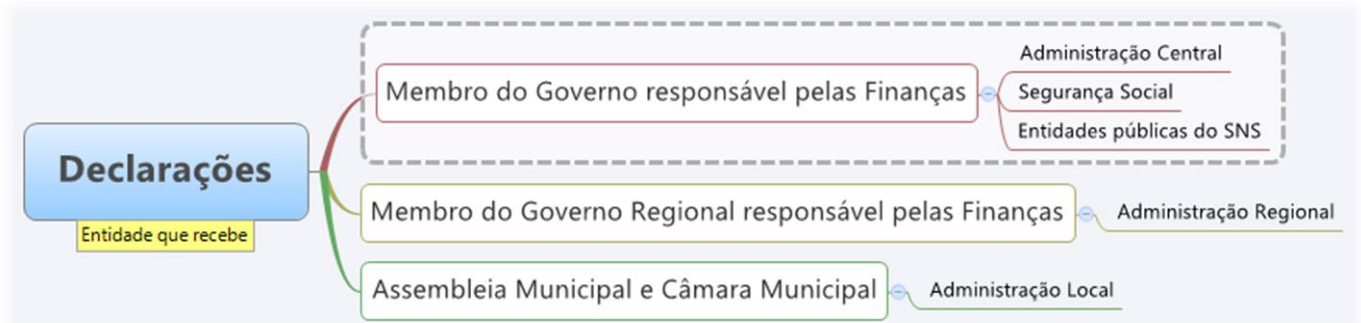 Declarações
Entidade que recebe
Membro do Governo responsável pelas Finanças
Administração Central
Segurança Social
Entidades públicas do SNS
Membro do Governo Regional responsável pelas Finanças
Administração Regional
Assembleia Municipal e Câmara Municipal
Administração Local